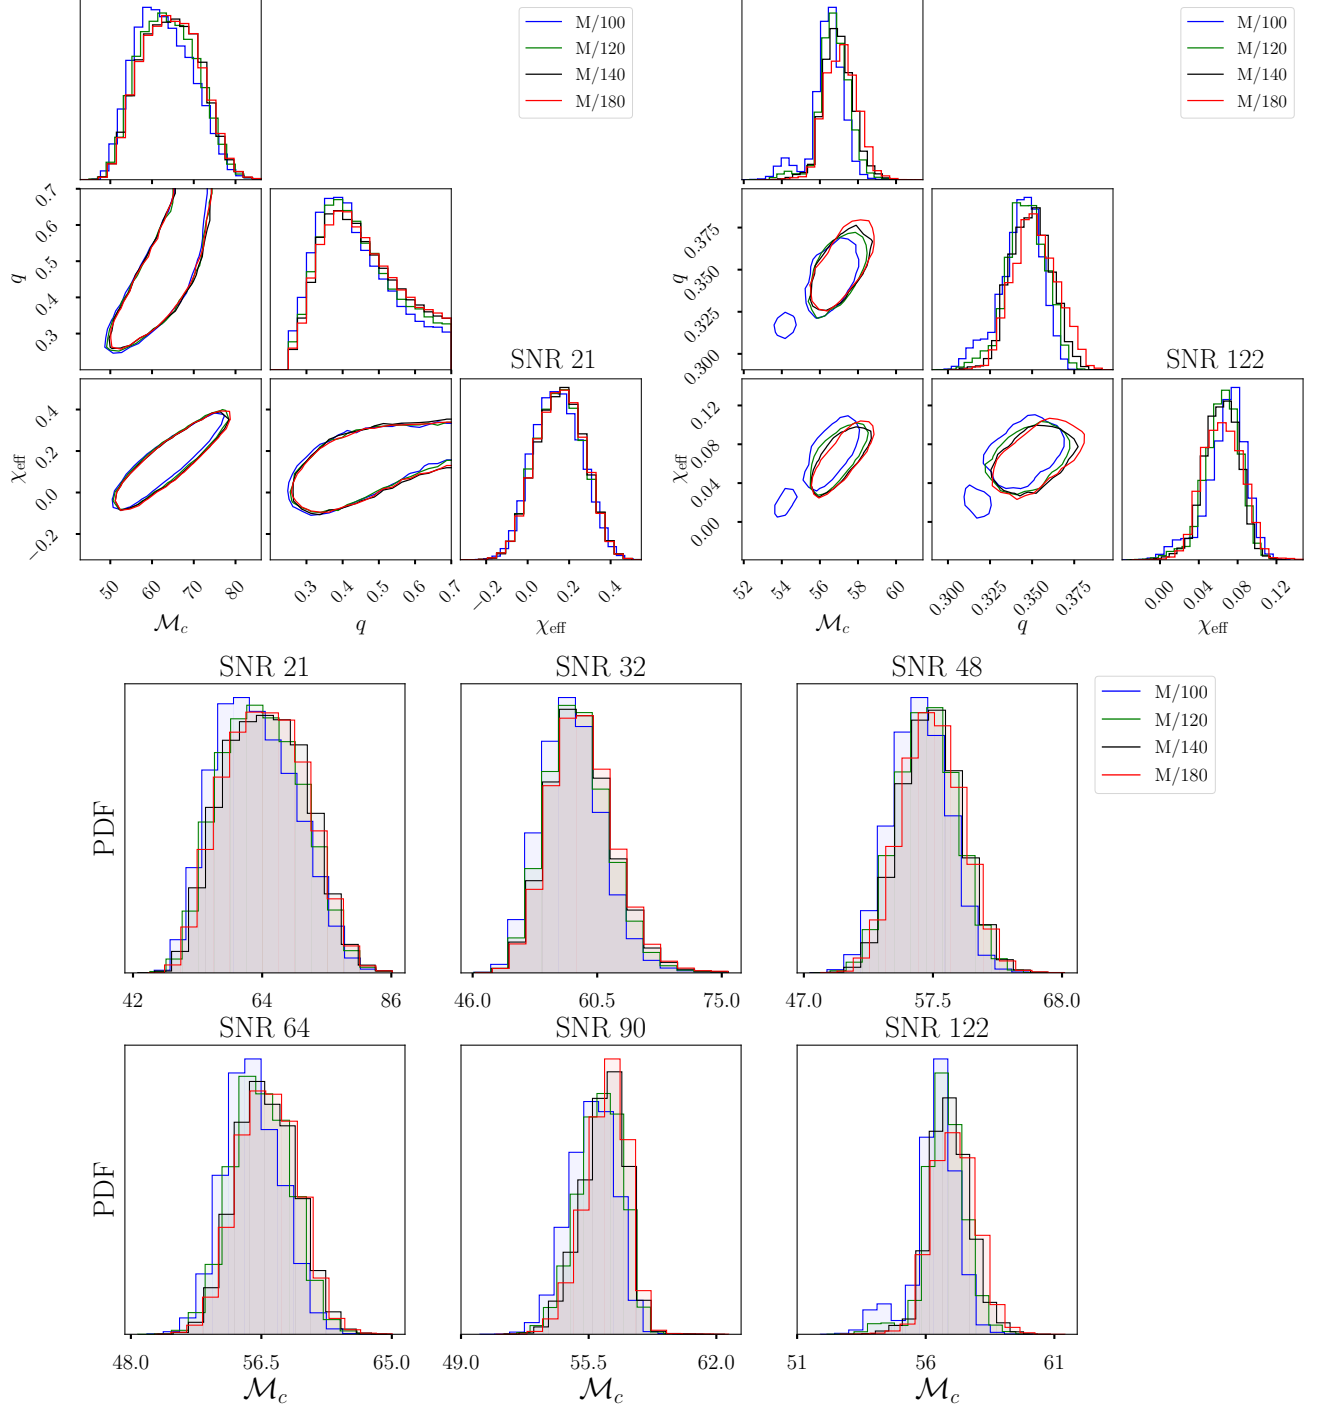 M/100
M/120
M/140
M/180
M/100
M/120
M/140
M/180
q
0.7
0.6
0.5
0.4
0.3
q
0.375
0.350
0.325
0.300
SNR 21
SNR 122
χeff
0.4
0.2
0.0
−0.2
χeff
0.12
0.08
0.04
0.00
50 60 70 80
0.3 0.4 0.5 0.6 0.7
−0.2 0.0 0.2 0.4
52 54 56 58 60
0.300 0.325 0.350 0.375
0.00 0.04 0.08 0.12
ℳc q χeff ℳc q χeff
SNR 21 SNR 32 SNR 48
M/100
M/120
M/140
M/180
PDF
42 64 86 46.0 60.5 75.0 47.0 57.5 68.0
SNR 64 SNR 90 SNR 122
PDF
48.0 56.5 65.0 49.0 55.5 62.0 51 56 61
ℳc ℳc ℳc